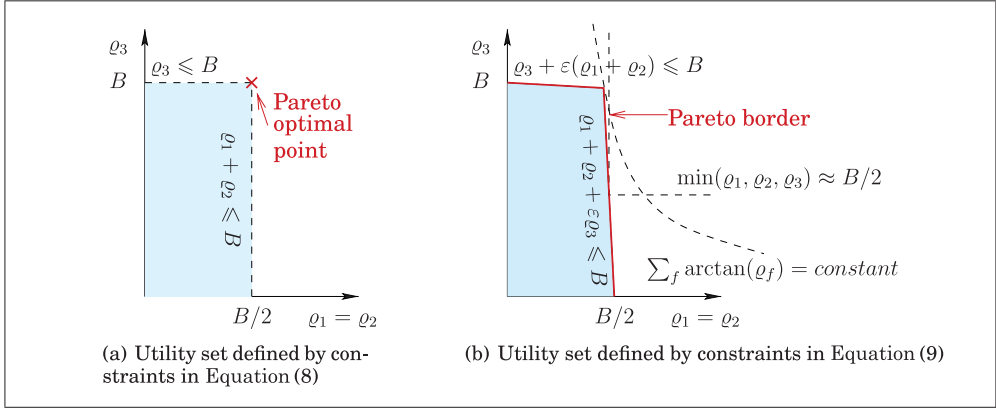 ϱ₃
ϱ₃ ⩽ B
B
Pareto
optimal
point
ϱ₁ + ϱ₂ ⩽ B
B/2
ϱ₁ = ϱ₂
(a) Utility set defined by con-
straints in Equation (8)
ϱ₃
ϱ₃ + ε(ϱ₁ + ϱ₂) ⩽ B
B
Pareto border
ϱ₁ + ϱ₂ + εϱ₃ ⩽ B
min(ϱ₁, ϱ₂, ϱ₃) ≈ B/2
∑_f arctan(ϱ_f) = constant
B/2
ϱ₁ = ϱ₂
(b) Utility set defined by constraints in Equation (9)